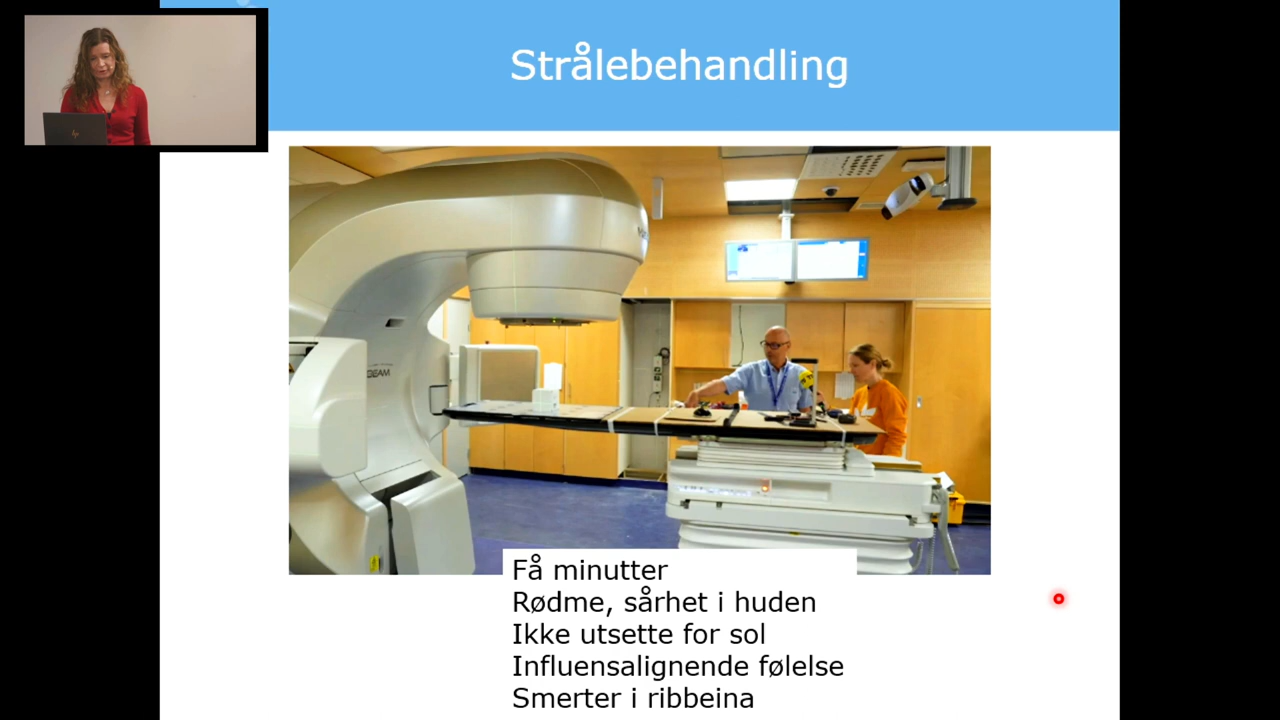 Strålebehandling
Få minutter
Rødme, sårhet i huden
Ikke utsette for sol
Influensalignende følelse
Smerter i ribbeina